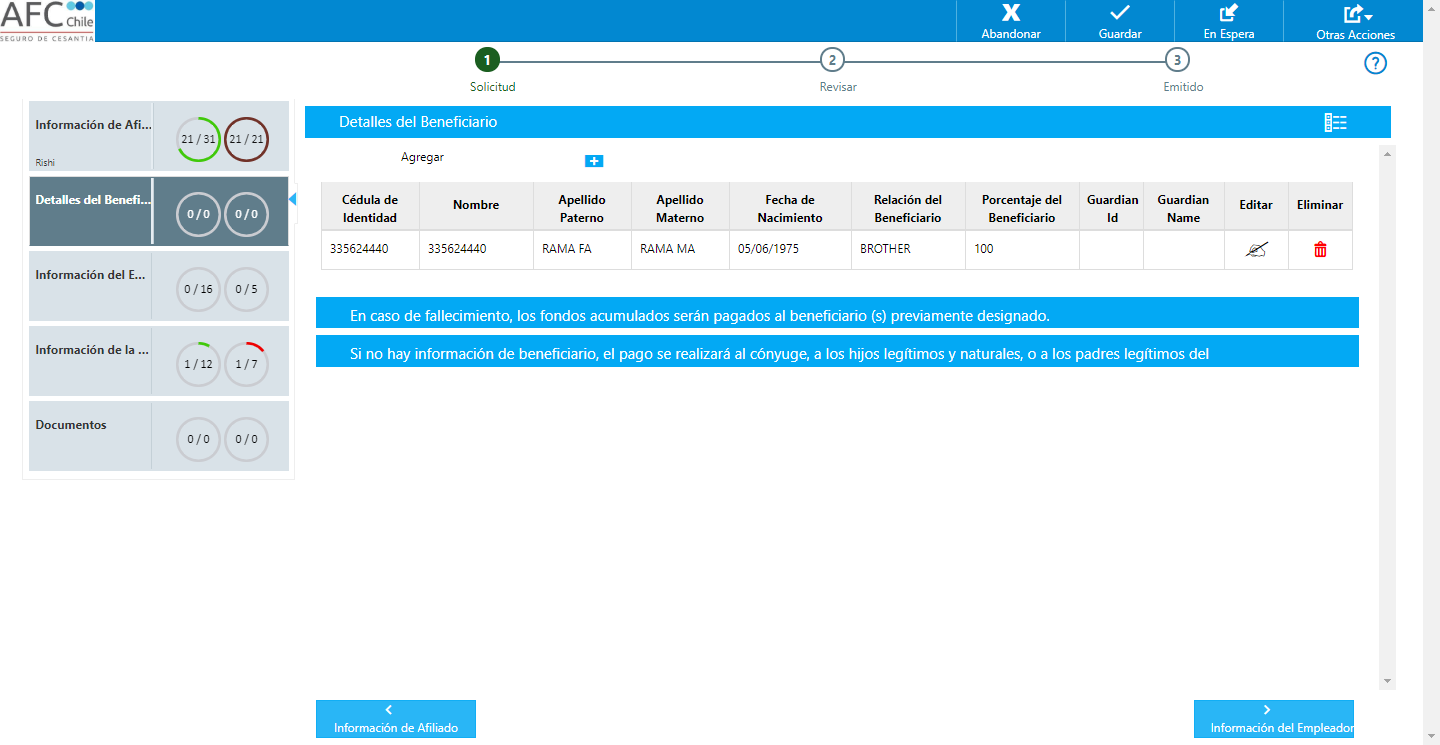 AFC Chile
SEGURO DE CESANTIA
Abandonar
Guardar
En Espera
Otras Acciones
1
2
3
?
Solicitud
Revisar
Emitido
Información de Afi...
21 / 31
21 / 21
Rishi
Detalles del Benefi...
0 / 0
0 / 0
Información del E...
0 / 16
0 / 5
Información de la ...
1 / 12
1 / 7
Documentos
0 / 0
0 / 0
Detalles del Beneficiario
Agregar
Cédula de Identidad
Nombre
Apellido Paterno
Apellido Materno
Fecha de Nacimiento
Relación del Beneficiario
Porcentaje del Beneficiario
Guardian Id
Guardian Name
Editar
Eliminar
335624440
335624440
RAMA FA
RAMA MA
05/06/1975
BROTHER
100
En caso de fallecimiento, los fondos acumulados serán pagados al beneficiario (s) previamente designado.
Si no hay información de beneficiario, el pago se realizará al cónyuge, a los hijos legítimos y naturales, o a los padres legítimos del
Información de Afiliado
Información del Empleador